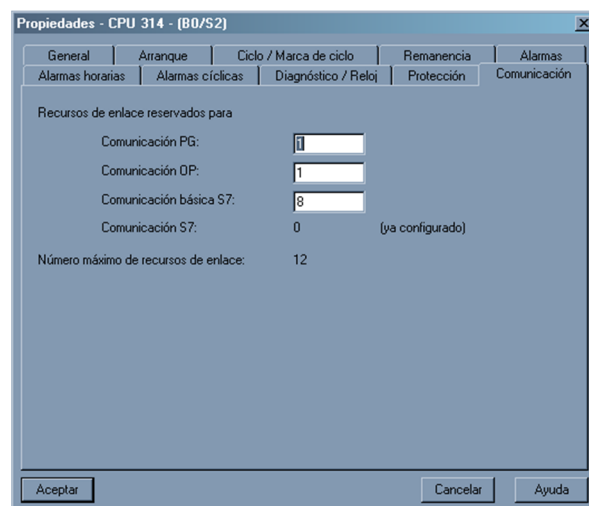 Propiedades - CPU 314 - (B0/S2)
General Arranque Ciclo / Marca de ciclo Remanencia Alarmas
Alarmas horarias Alarmas cíclicas Diagnóstico / Reloj Protección Comunicación
Recursos de enlace reservados para
Comunicación PG: 1
Comunicación OP: 1
Comunicación básica S7: 8
Comunicación S7: 0 (ya configurado)
Número máximo de recursos de enlace: 12
Aceptar Cancelar Ayuda